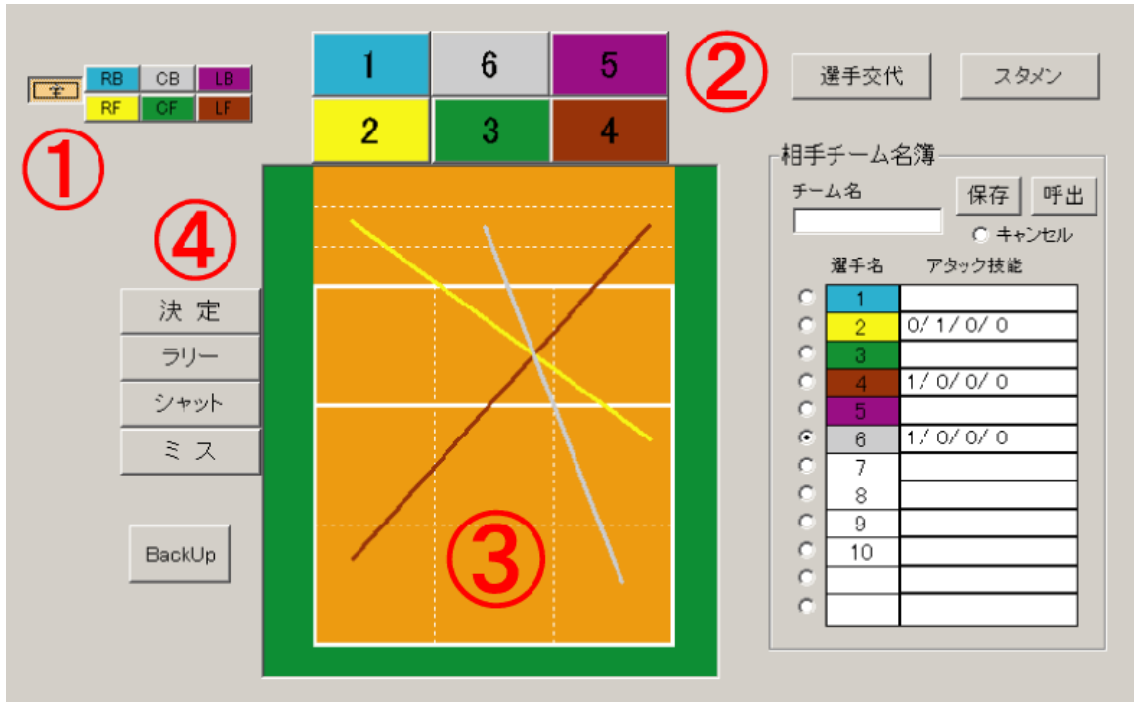 字
RB CB LB
RF CF LF
①
1 6 5
2 3 4
②
選手交代 スタメン
④
決 定
ラリー
シャット
ミ ス
BackUp
③
相手チーム名簿
チーム名 保存 呼出
キャンセル
選手名 アタック技能
1
2 0/ 1/ 0/ 0
3
4 1/ 0/ 0/ 0
5
6 1/ 0/ 0/ 0
7
8
9
10